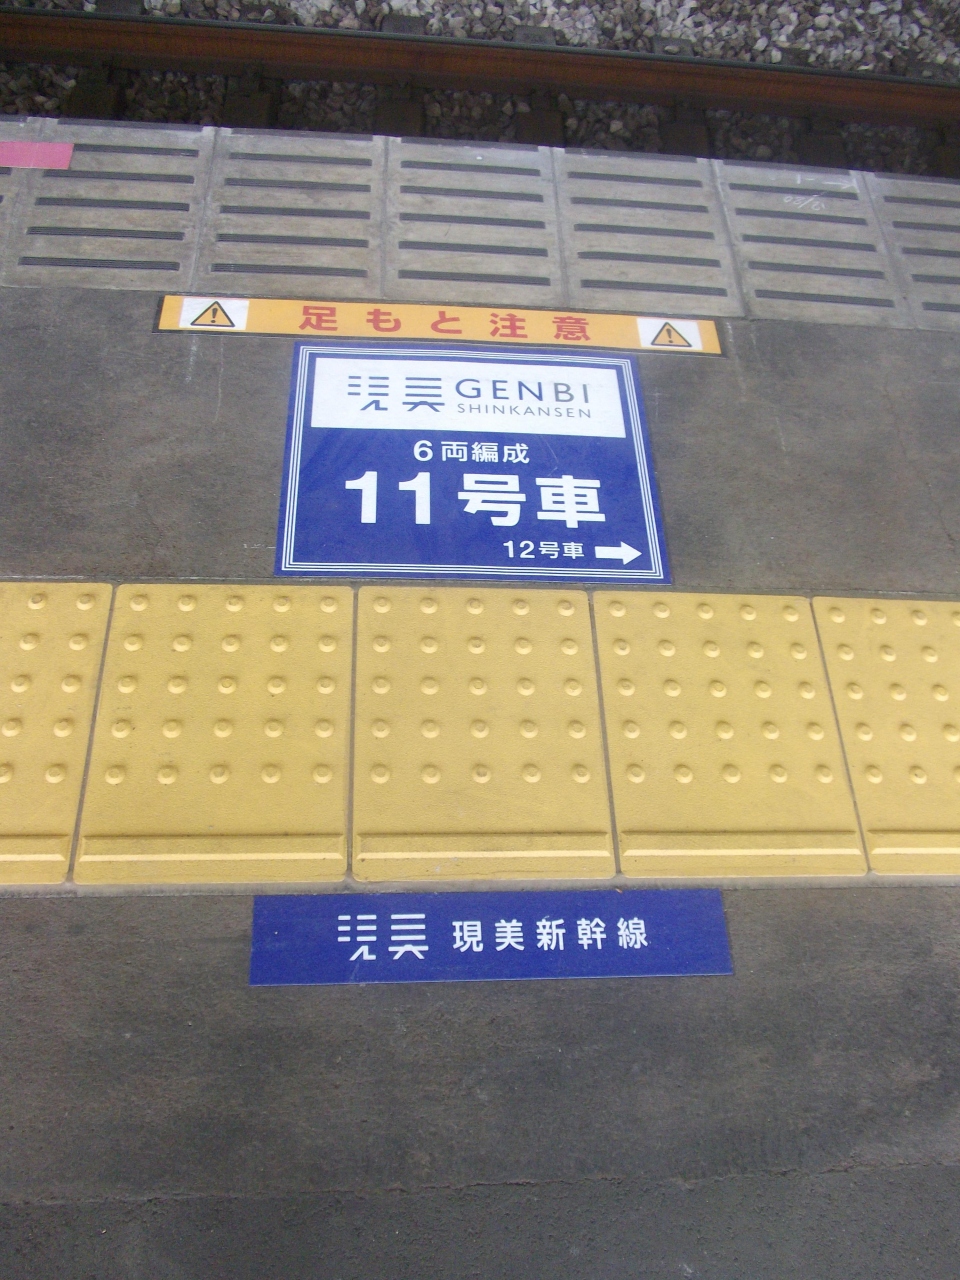 足もと注意
現美 GENBI
SHINKANSEN
6両編成
11号車
12号車 →
現美 現美新幹線